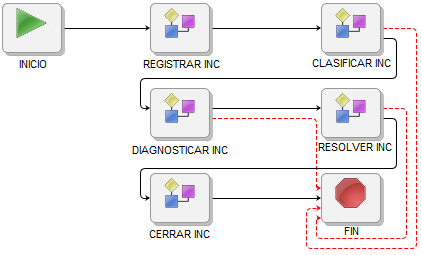 INICIO
REGISTRAR INC
CLASIFICAR INC
DIAGNOSTICAR INC
RESOLVER INC
CERRAR INC
FIN